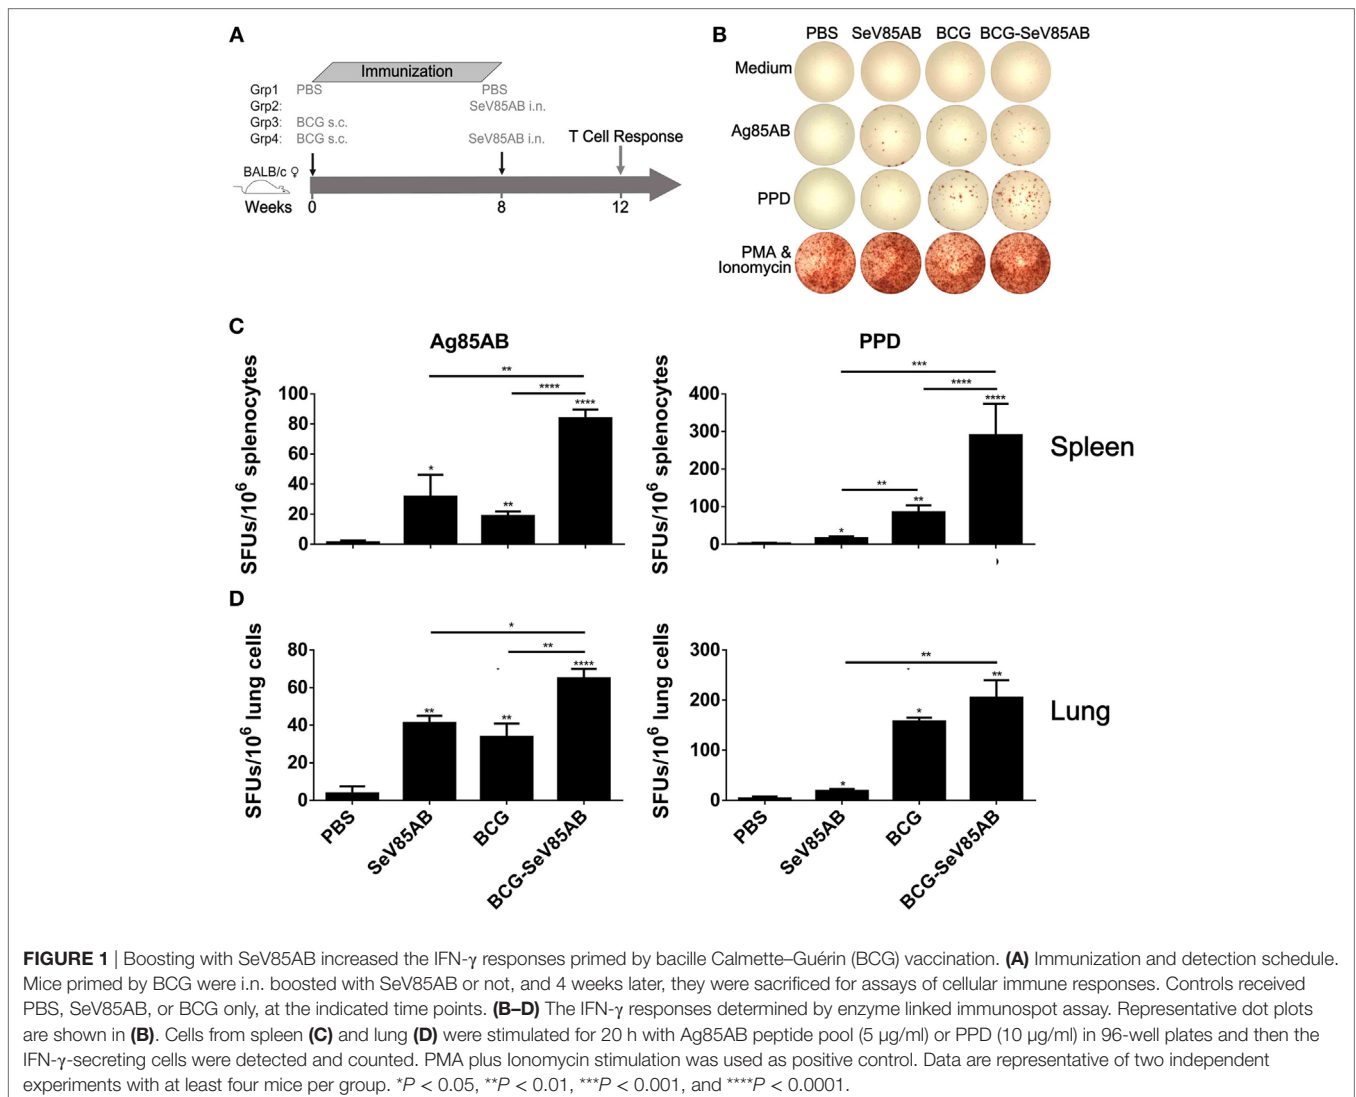 A
Immunization
Grp1 PBS PBS
Grp2: SeV85AB i.n.
Grp3: BCG s.c.
Grp4: BCG s.c. SeV85AB i.n.
T Cell Response
BALB/c ♀
Weeks 0 8 12
B
PBS SeV85AB BCG BCG-SeV85AB
Medium
Ag85AB
PPD
PMA &
Ionomycin
C
Ag85AB
SFUs/10⁶ splenocytes
100
80
60
40
20
0
*
**
****
****
**
PPD
SFUs/10⁶ splenocytes
400
300
200
100
0
*
**
**
****
****
***
Spleen
D
SFUs/10⁶ lung cells
80
60
40
20
0
**
**
****
**
*
PBS
SeV85AB
BCG
BCG-SeV85AB
SFUs/10⁶ lung cells
300
200
100
0
*
*
**
**
PBS
SeV85AB
BCG
BCG-SeV85AB
Lung
FIGURE 1 | Boosting with SeV85AB increased the IFN-γ responses primed by bacille Calmette–Guérin (BCG) vaccination. (A) Immunization and detection schedule.
Mice primed by BCG were i.n. boosted with SeV85AB or not, and 4 weeks later, they were sacrificed for assays of cellular immune responses. Controls received
PBS, SeV85AB, or BCG only, at the indicated time points. (B–D) The IFN-γ responses determined by enzyme linked immunospot assay. Representative dot plots
are shown in (B). Cells from spleen (C) and lung (D) were stimulated for 20 h with Ag85AB peptide pool (5 µg/ml) or PPD (10 µg/ml) in 96-well plates and then the
IFN-γ-secreting cells were detected and counted. PMA plus Ionomycin stimulation was used as positive control. Data are representative of two independent
experiments with at least four mice per group. *P < 0.05, **P < 0.01, ***P < 0.001, and ****P < 0.0001.